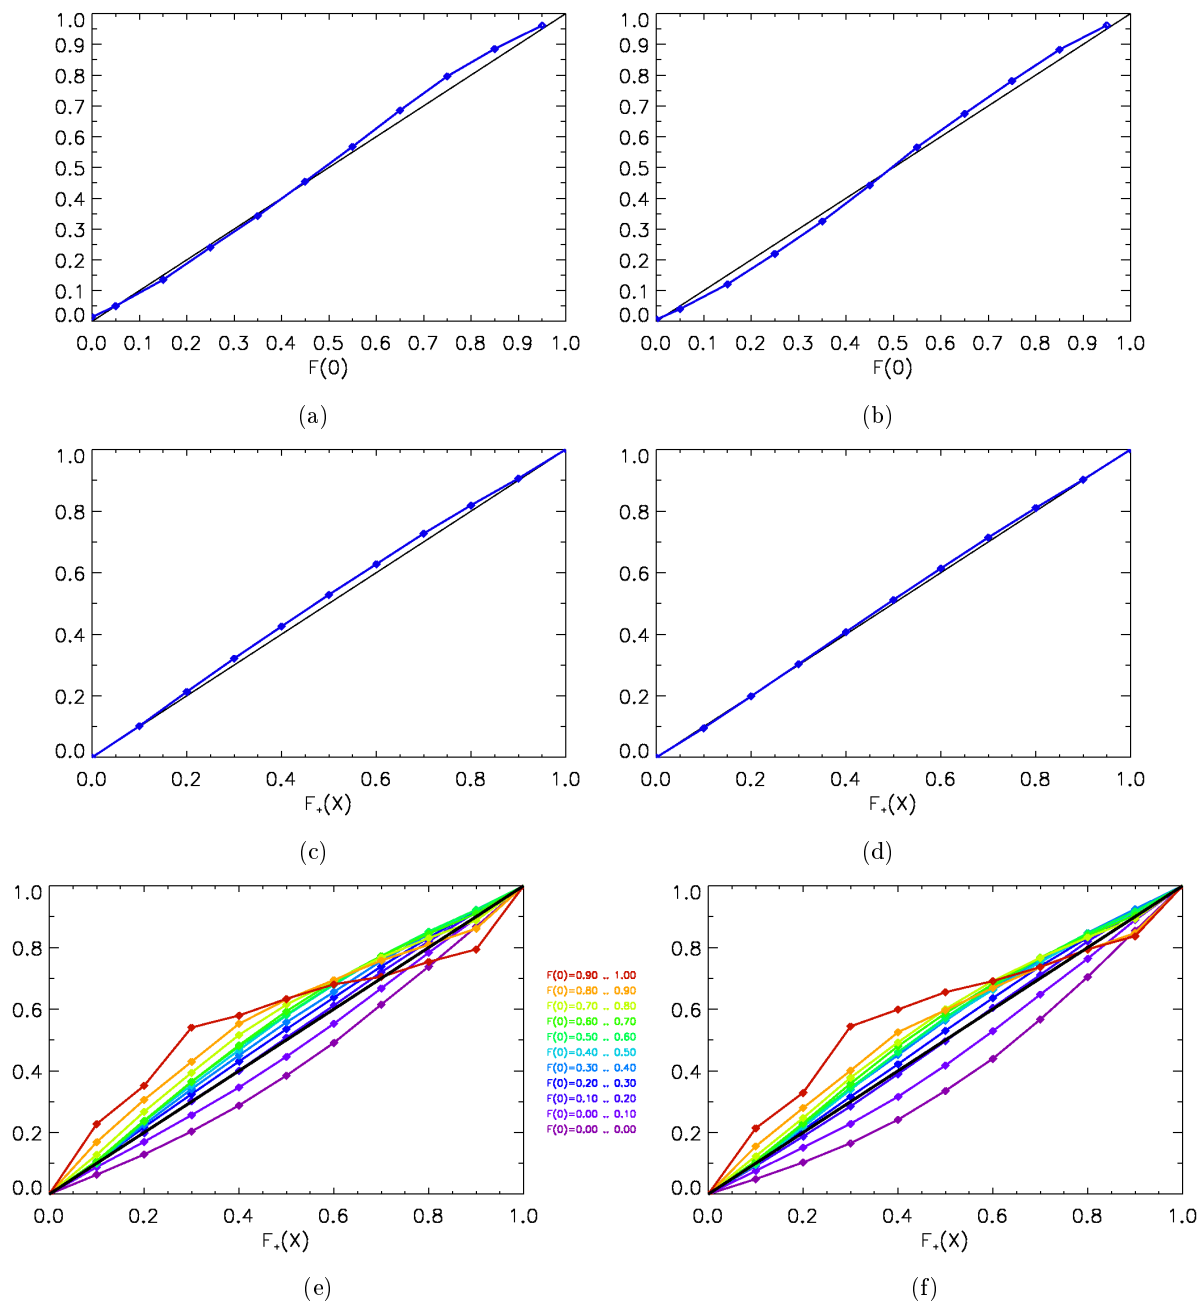 1.0
0.9
0.8
0.7
0.6
0.5
0.4
0.3
0.2
0.1
0.0
0.0 0.1 0.2 0.3 0.4 0.5 0.6 0.7 0.8 0.9 1.0
F(0)
(a)
1.0
0.9
0.8
0.7
0.6
0.5
0.4
0.3
0.2
0.1
0.0
0.0 0.1 0.2 0.3 0.4 0.5 0.6 0.7 0.8 0.9 1.0
F(0)
(b)
1.0
0.8
0.6
0.4
0.2
0.0
0.0 0.2 0.4 0.6 0.8 1.0
F₊(X)
(c)
1.0
0.8
0.6
0.4
0.2
0.0
0.0 0.2 0.4 0.6 0.8 1.0
F₊(X)
(d)
1.0
0.8
0.6
0.4
0.2
0.0
0.0 0.2 0.4 0.6 0.8 1.0
F₊(X)
(e)
F(0)=0.90 .. 1.00
F(0)=0.80 .. 0.90
F(0)=0.70 .. 0.80
F(0)=0.60 .. 0.70
F(0)=0.50 .. 0.60
F(0)=0.40 .. 0.50
F(0)=0.30 .. 0.40
F(0)=0.20 .. 0.30
F(0)=0.10 .. 0.20
F(0)=0.00 .. 0.10
F(0)=0.00 .. 0.00
1.0
0.8
0.6
0.4
0.2
0.0
0.0 0.2 0.4 0.6 0.8 1.0
F₊(X)
(f)